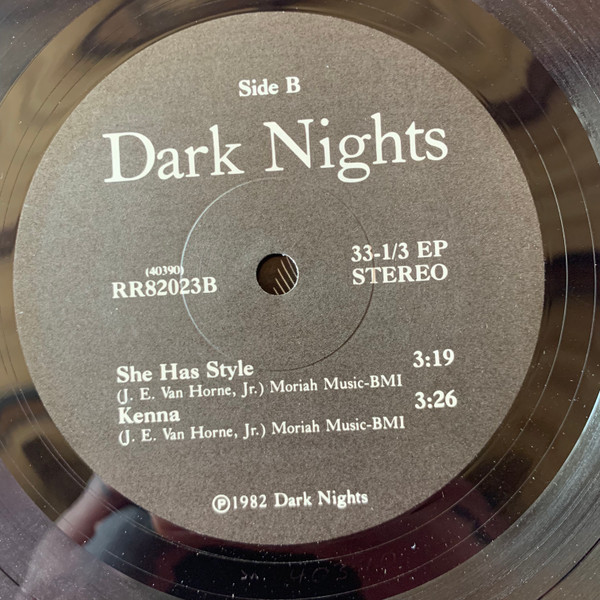 Side B
Dark Nights
(40390)
RR82023B
33-1/3 EP
STEREO
She Has Style 3:19
(J. E. Van Horne, Jr.) Moriah Music-BMI
Kenna 3:26
(J. E. Van Horne, Jr.) Moriah Music-BMI
℗1982 Dark Nights